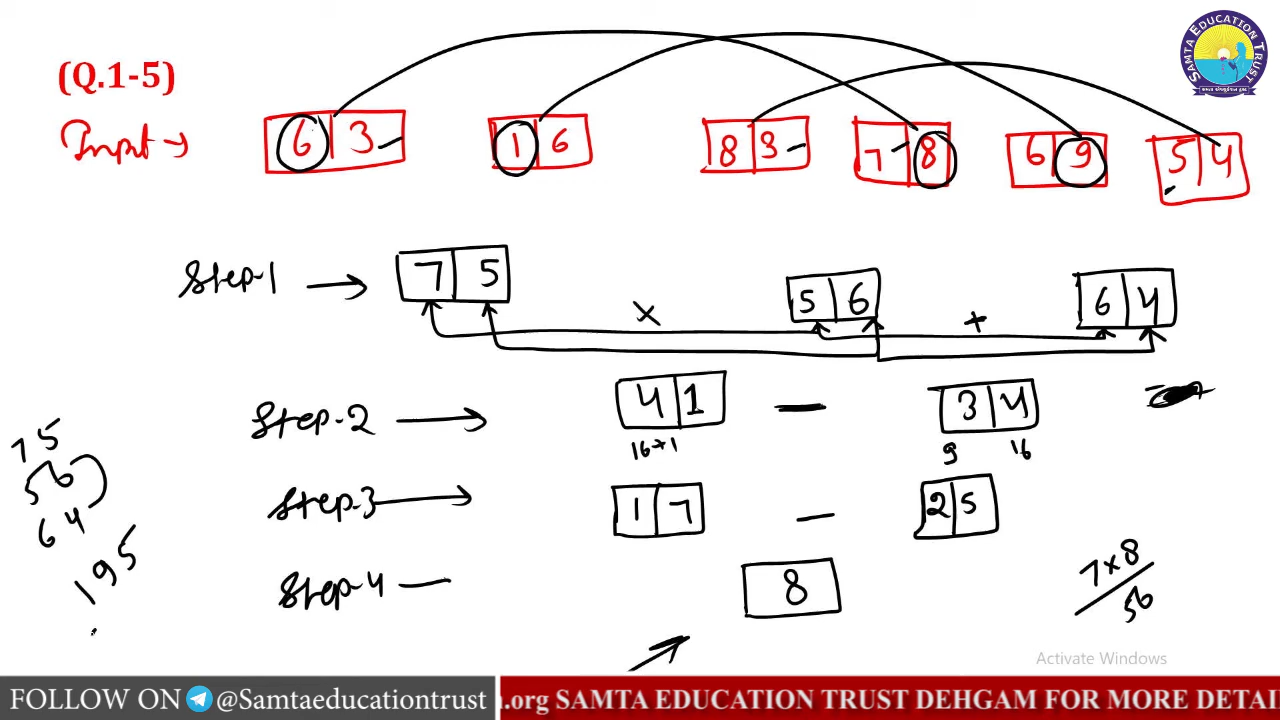 SAMTA EDUCATION TRUST
(Q.1-5)
Input → 6 3 1 6 8 3 7 8 6 9 5 4
Step-1 → 7 5 × 5 6 + 6 4
Step-2 → 4 1 – 3 4
16+1 9 16
Step-3 → 1 7 – 2 5
Step-4 – 8
75
56
64
195
7×8
56
Activate Windows
FOLLOW ON @Samtaeducationtrust
n.org SAMTA EDUCATION TRUST DEHGAM FOR MORE DETAI